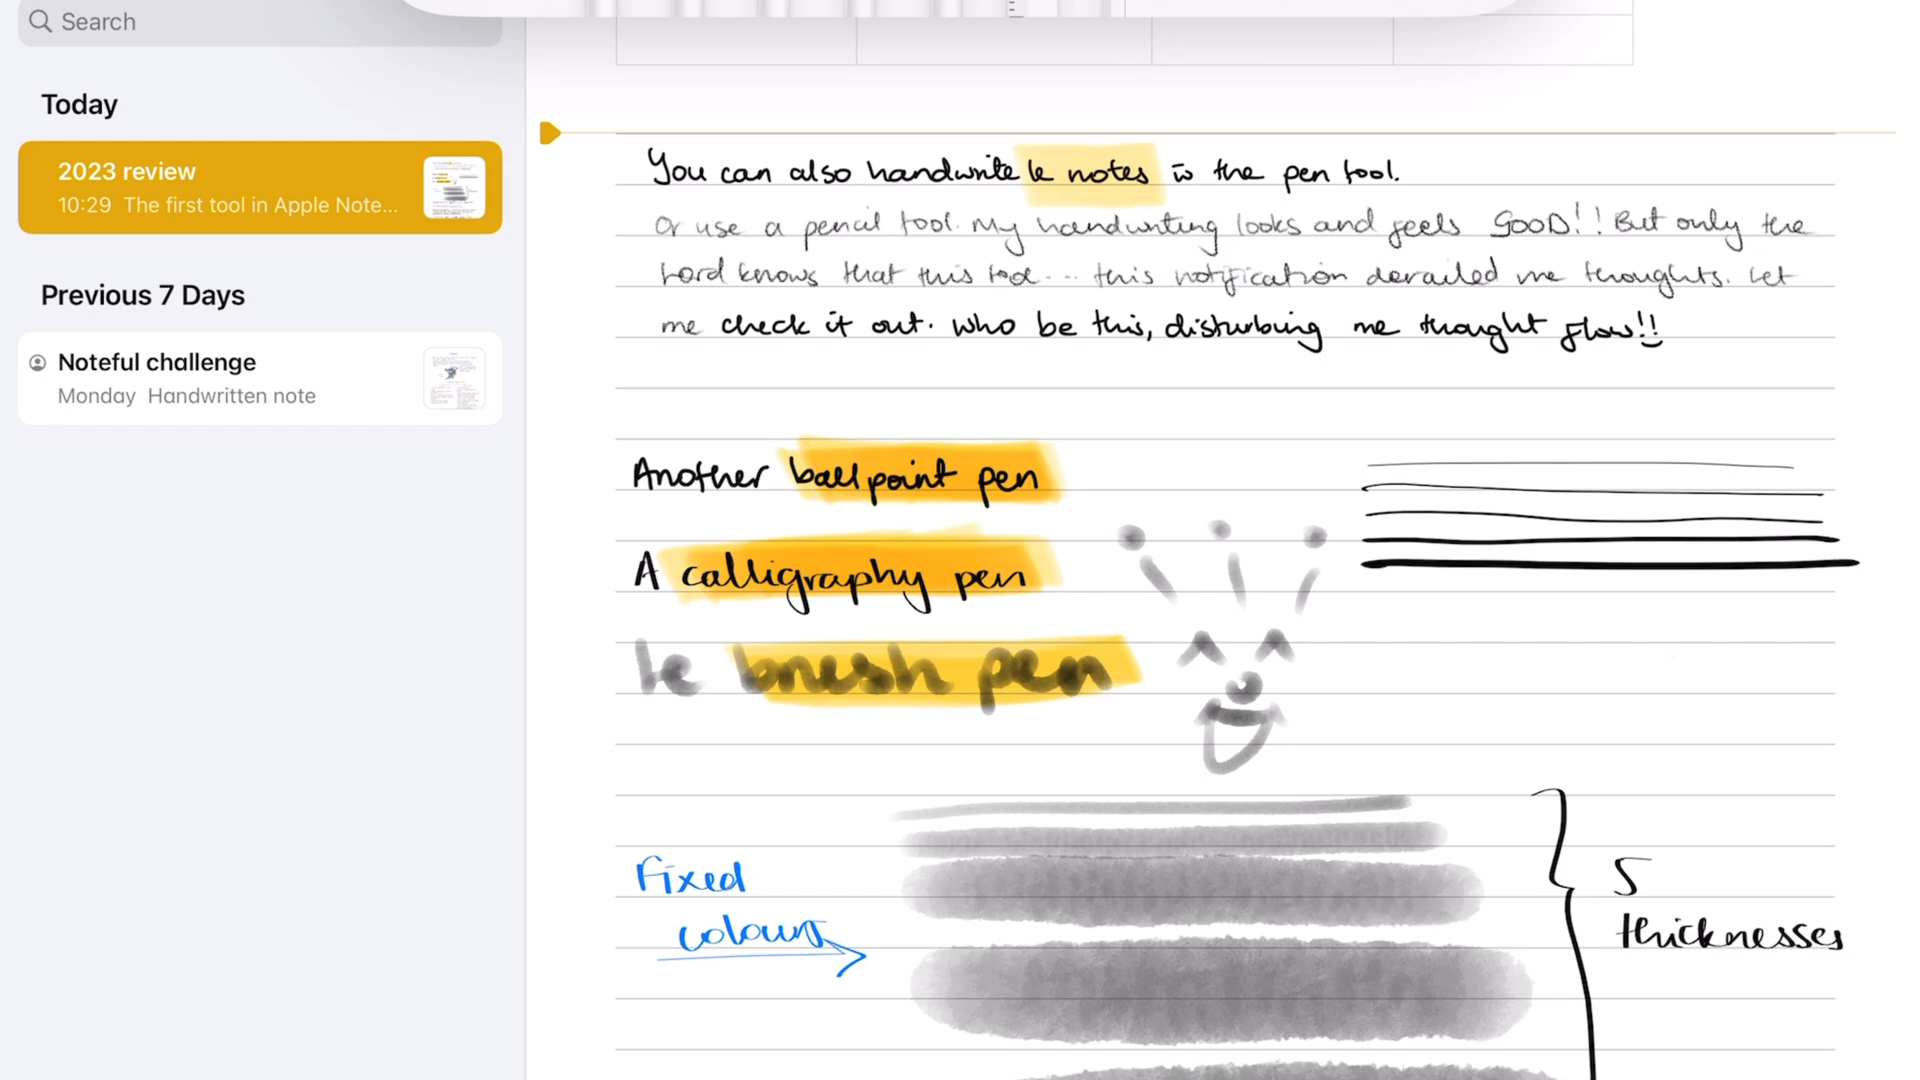 Search
Today
2023 review
10:29 The first tool in Apple Note...
Previous 7 Days
Noteful challenge
Monday Handwritten note
You can also handwrite le notes w the pen tool.
Or use a pencil tool. My handwriting looks and feels GOOD!! But only the
Lord knows that this tool... this notification derailed me thoughts. Let
me check it out. Who be this, disturbing me thought flow!!
Another ballpoint pen
A calligraphy pen
le brush pen
Fixed
colours
5
thicknesses